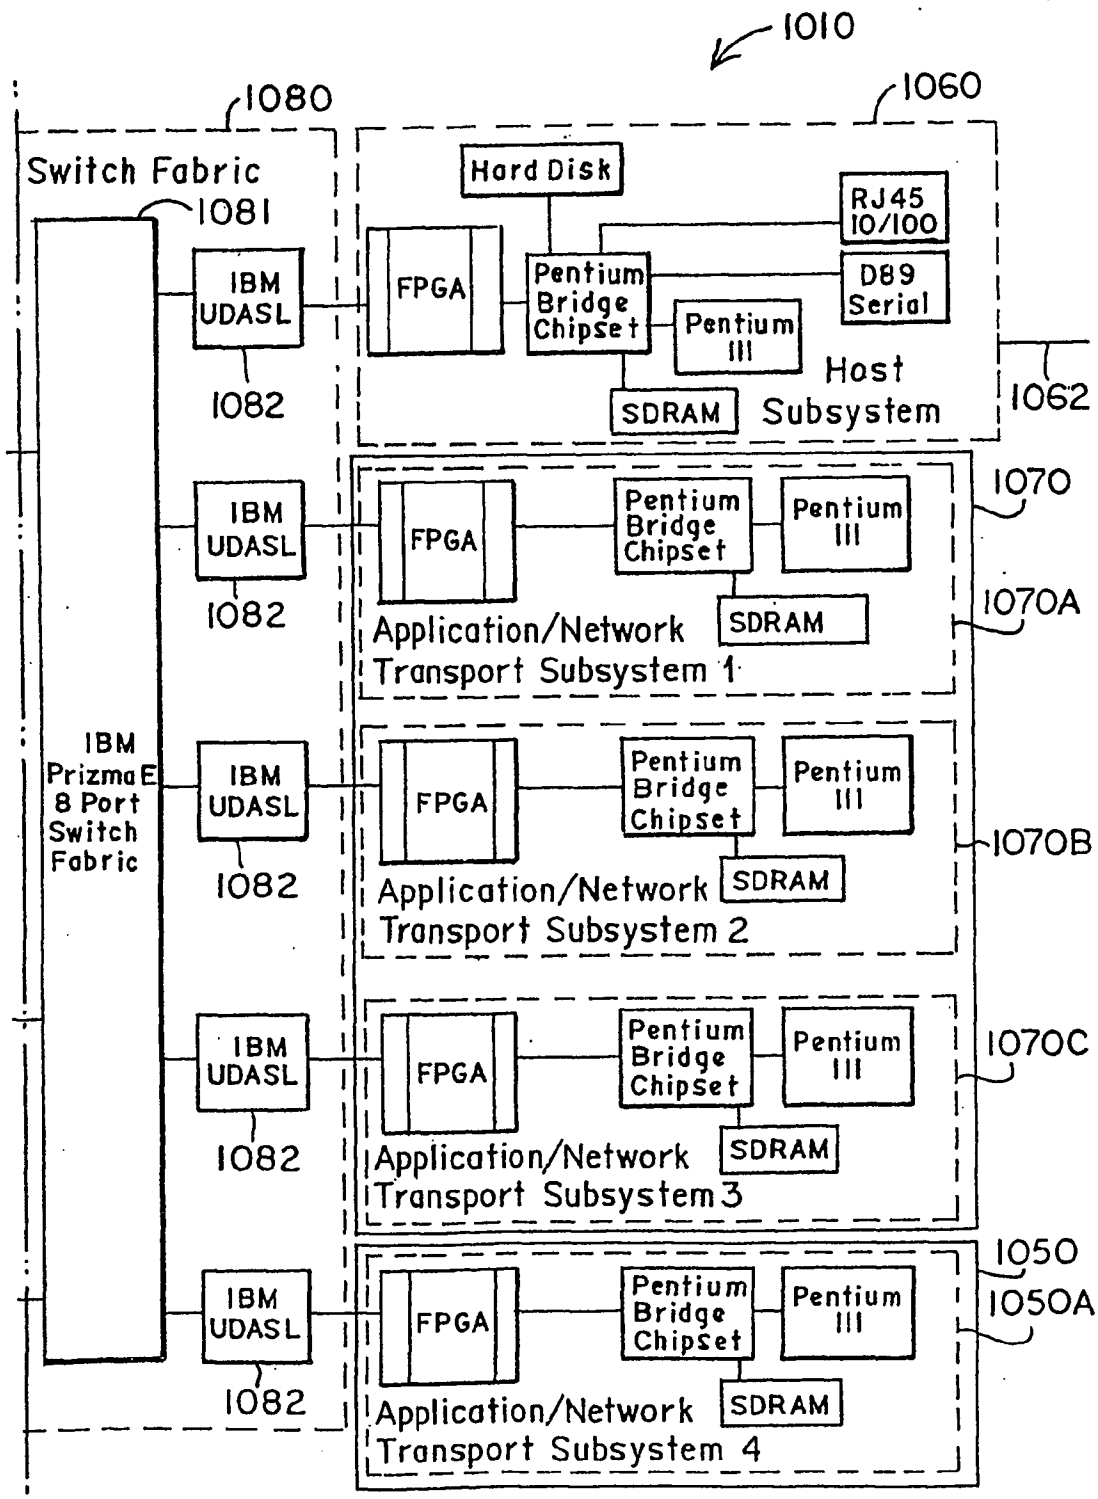 1010
1080
1060
Switch Fabric
1081
Hard Disk
RJ45
10/100
IBM
UDASL
FPGA
Pentium
Bridge
Chipset
D89
Serial
Pentium
III
1082
SDRAM
Host
Subsystem
1062
1070
IBM
UDASL
FPGA
Pentium
Bridge
Chipset
Pentium
III
1082
1070A
SDRAM
Application/Network
Transport Subsystem 1
IBM
PrizmaE
8 Port
Switch
Fabric
IBM
UDASL
FPGA
Pentium
Bridge
Chipset
Pentium
III
1070B
1082
SDRAM
Application/Network
Transport Subsystem 2
IBM
UDASL
FPGA
Pentium
Bridge
Chipset
Pentium
III
1070C
1082
SDRAM
Application/Network
Transport Subsystem 3
1050
1050A
IBM
UDASL
FPGA
Pentium
Bridge
Chipset
Pentium
III
1082
SDRAM
Application/Network
Transport Subsystem 4